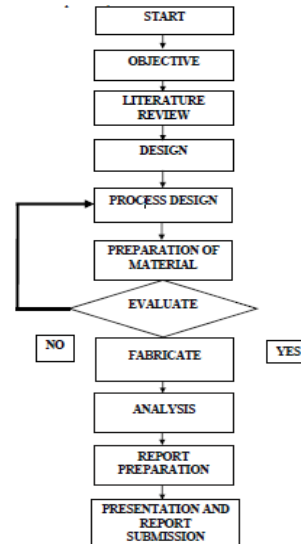 START
OBJECTIVE
LITERATURE
REVIEW
DESIGN
PROCESS DESIGN
PREPARATION OF
MATERIAL
EVALUATE
NO
YES
FABRICATE
ANALYSIS
REPORT
PREPARATION
PRESENTATION AND
REPORT
SUBMISSION